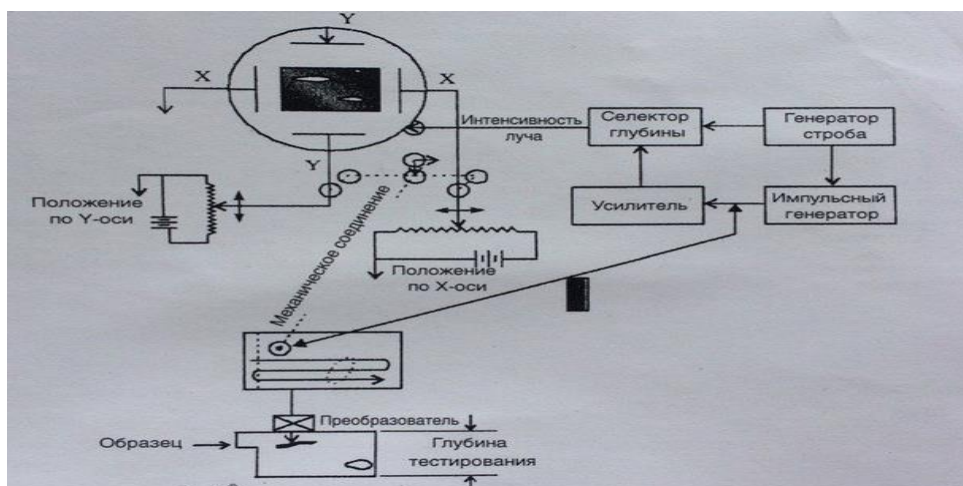 Y
X
X
Y
Интенсивность
луча
Селектор
глубины
Генератор
строба
Усилитель
Импульсный
генератор
Положение
по Y-оси
Механическое соединение
Положение
по X-оси
Преобразователь
Образец
Глубина
тестирования